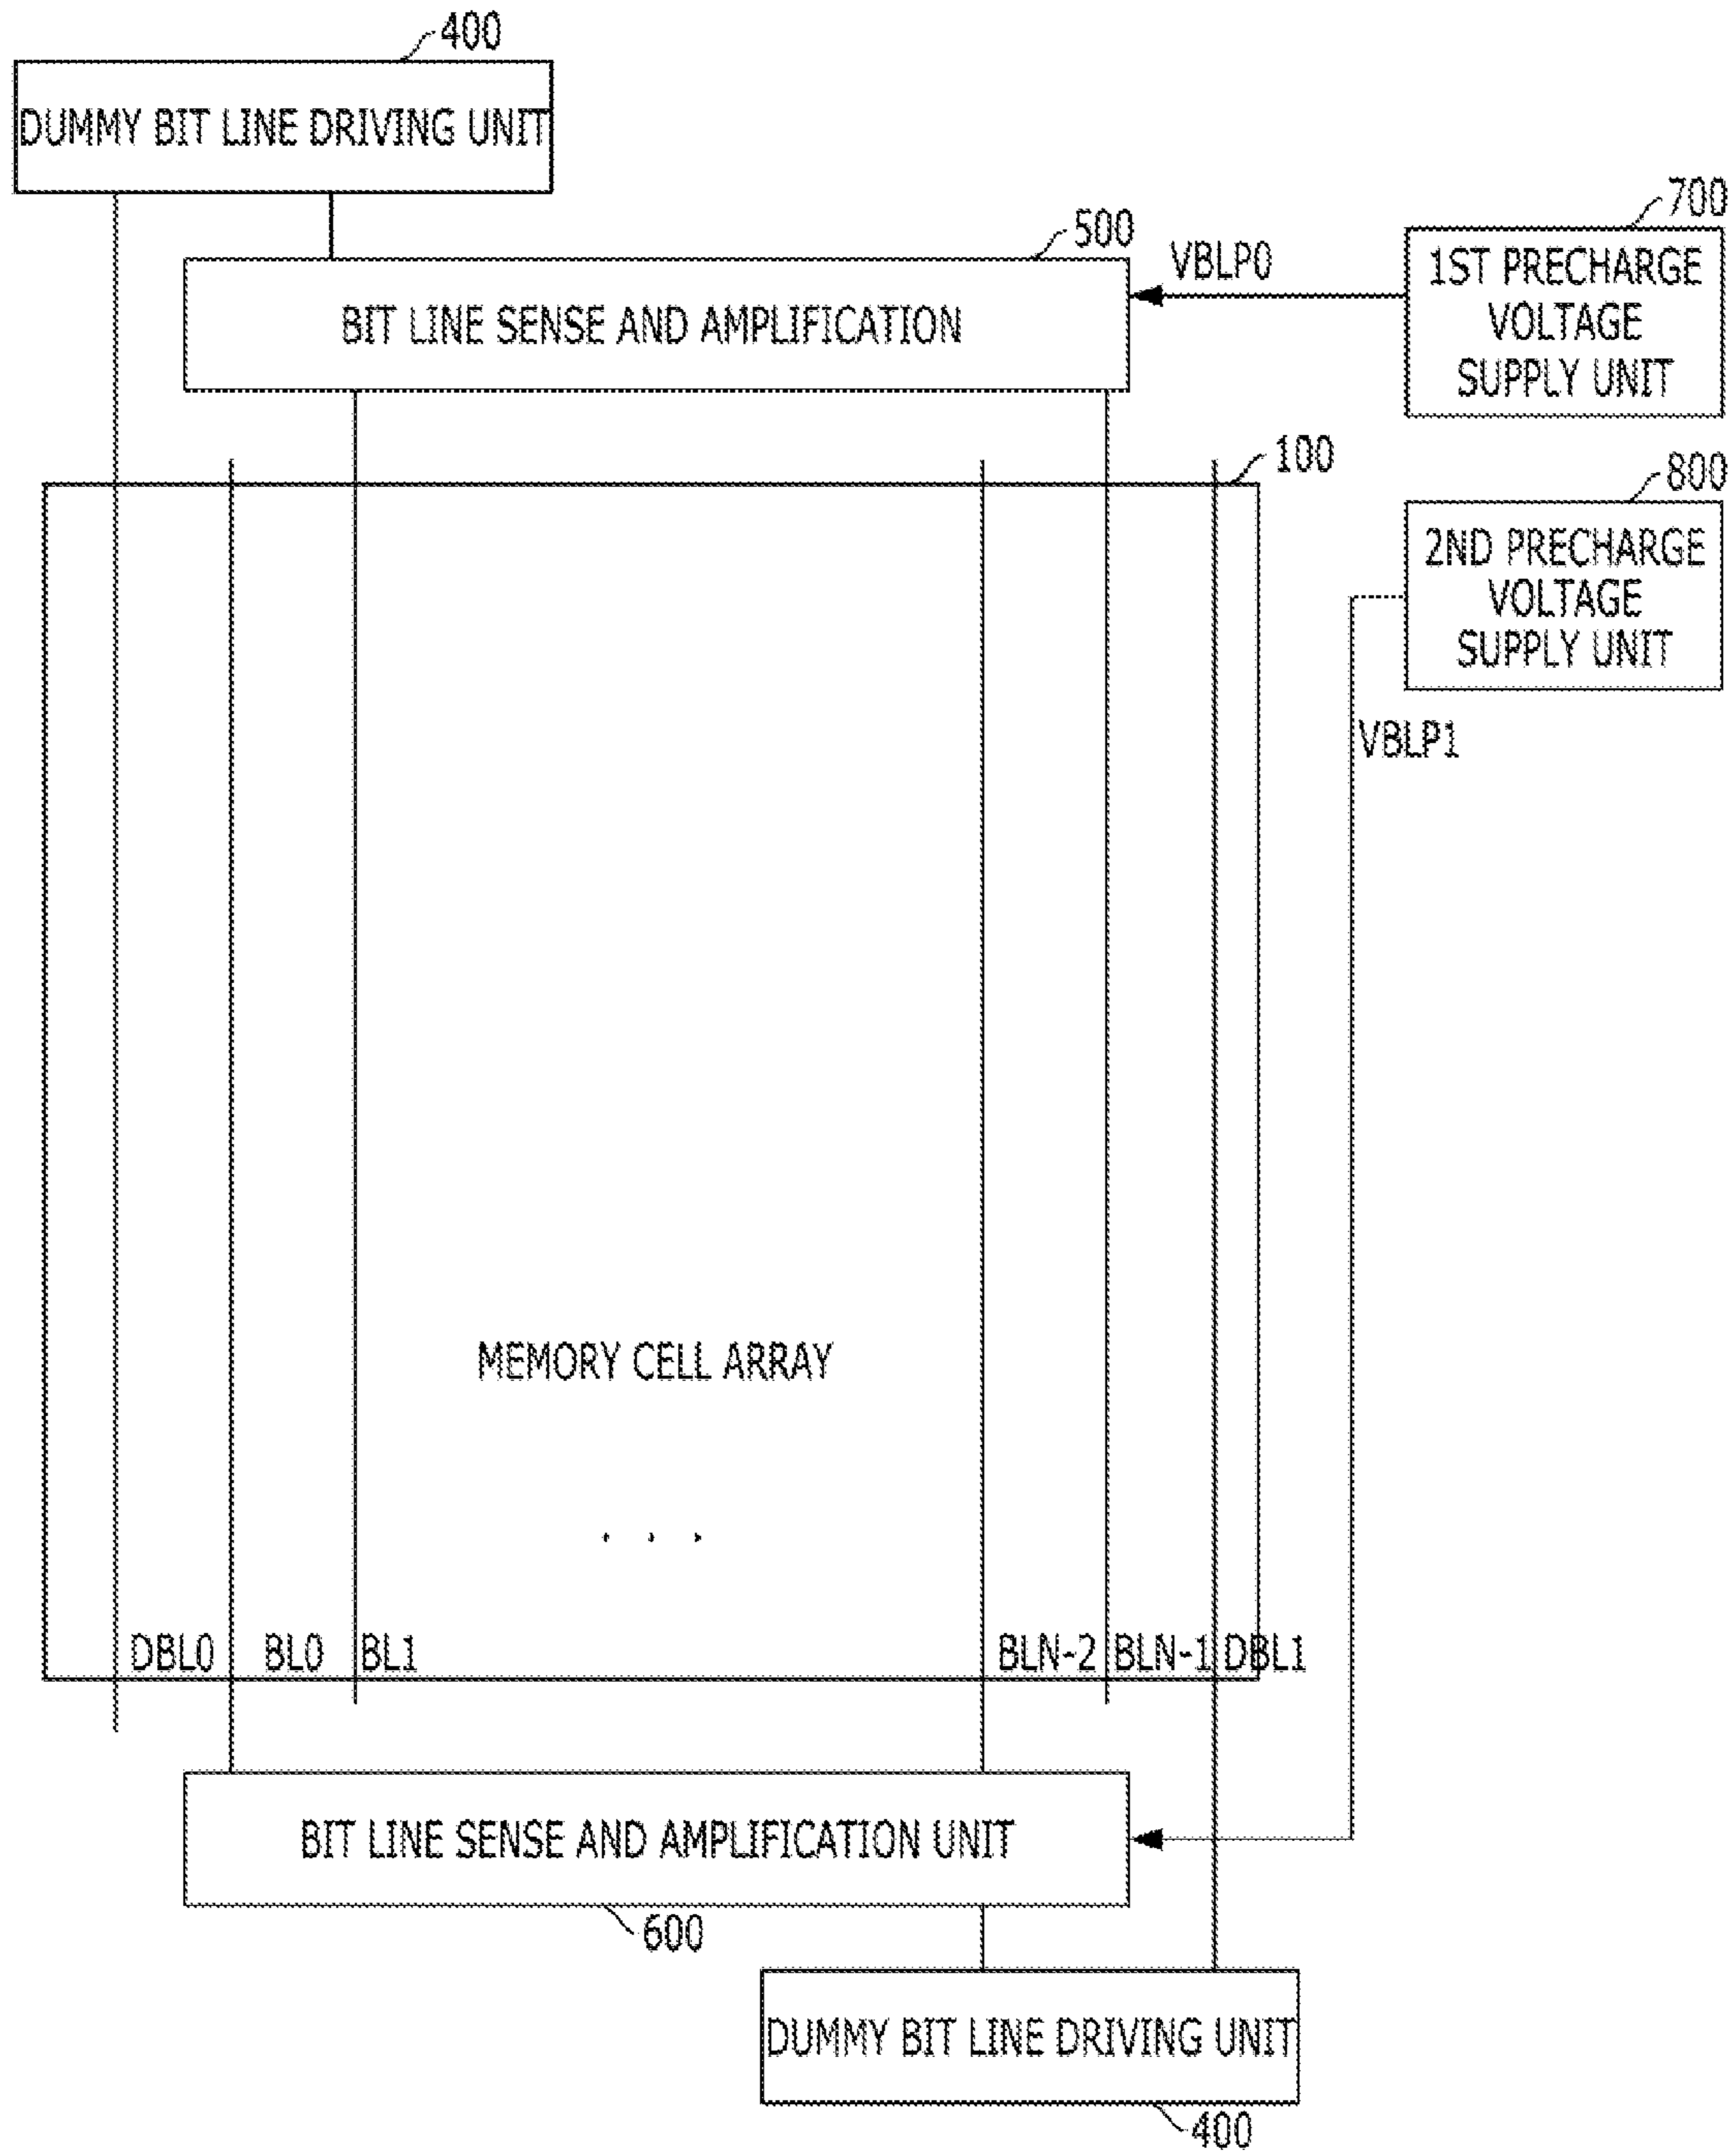 400
DUMMY BIT LINE DRIVING UNIT
500
BIT LINE SENSE AND AMPLIFICATION
VBLP0
700
1ST PRECHARGE
VOLTAGE
SUPPLY UNIT
100
800
2ND PRECHARGE
VOLTAGE
SUPPLY UNIT
VBLP1
MEMORY CELL ARRAY
. . .
DBL0 BL0 BL1 BLN-2 BLN-1 DBL1
BIT LINE SENSE AND AMPLIFICATION UNIT
600
DUMMY BIT LINE DRIVING UNIT
400